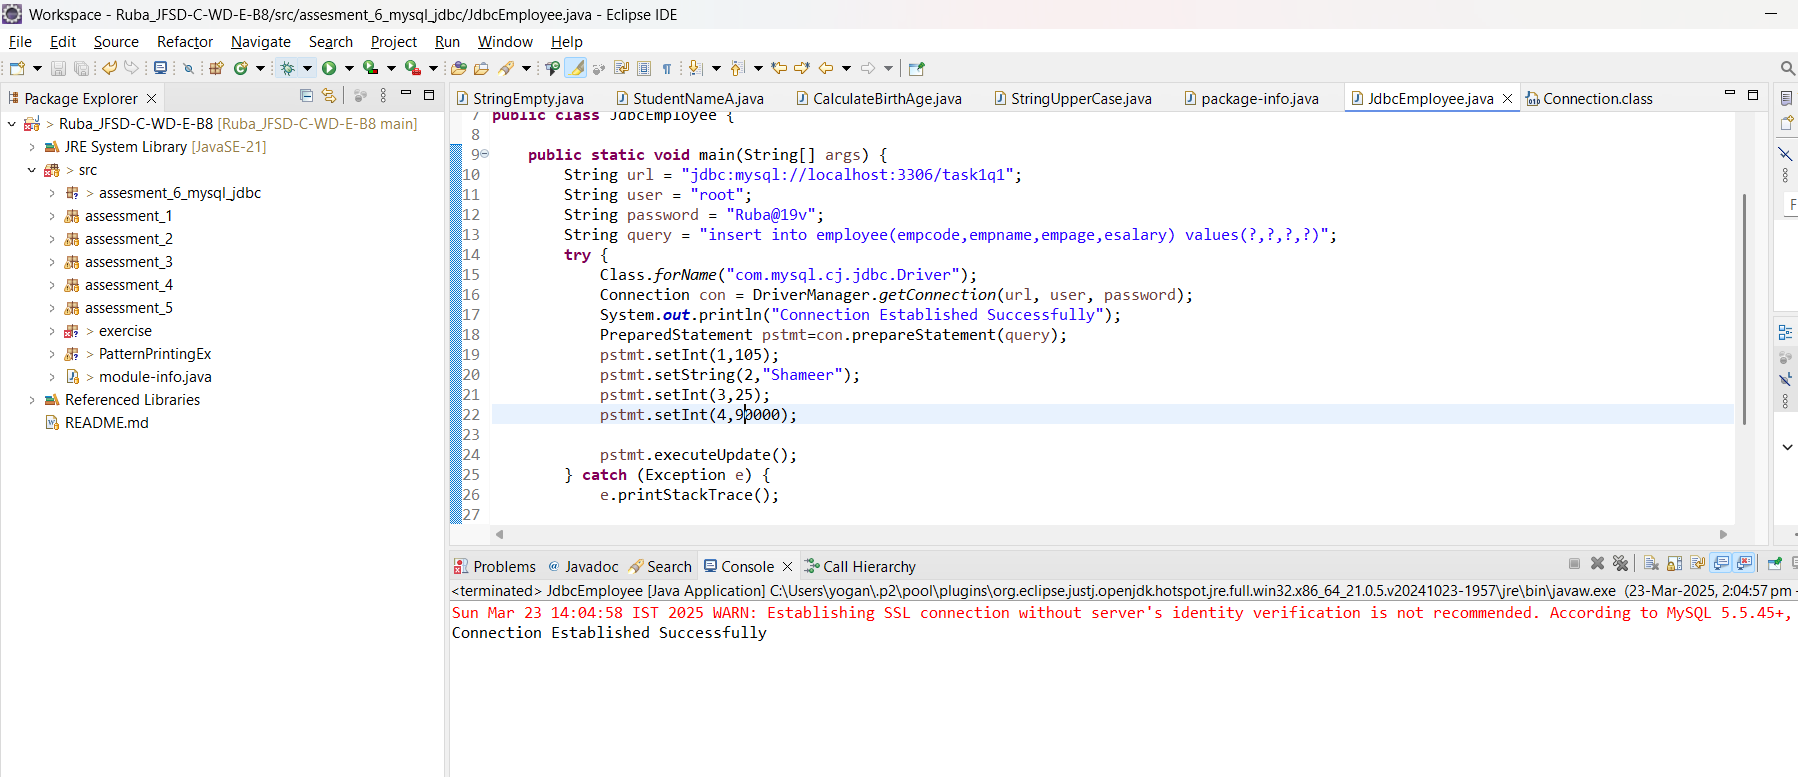 Workspace - Ruba_JFSD-C-WD-E-B8/src/assesment_6_mysql_jdbc/JdbcEmployee.java - Eclipse IDE
File Edit Source Refactor Navigate Search Project Run Window Help
Package Explorer
Ruba_JFSD-C-WD-E-B8 [Ruba_JFSD-C-WD-E-B8 main]
JRE System Library [JavaSE-21]
src
assesment_6_mysql_jdbc
assessment_1
assessment_2
assessment_3
assessment_4
assessment_5
exercise
PatternPrintingEx
module-info.java
Referenced Libraries
README.md
StringEmpty.java StudentNameA.java CalculateBirthAge.java StringUpperCase.java package-info.java JdbcEmployee.java Connection.class
7 public class JdbcEmployee {
8
9 public static void main(String[] args) {
10 String url = "jdbc:mysql://localhost:3306/task1q1";
11 String user = "root";
12 String password = "Ruba@19v";
13 String query = "insert into employee(empcode,empname,empage,esalary) values(?,?,?,?)";
14 try {
15 Class.forName("com.mysql.cj.jdbc.Driver");
16 Connection con = DriverManager.getConnection(url, user, password);
17 System.out.println("Connection Established Successfully");
18 PreparedStatement pstmt=con.prepareStatement(query);
19 pstmt.setInt(1,105);
20 pstmt.setString(2,"Shameer");
21 pstmt.setInt(3,25);
22 pstmt.setInt(4,90000);
23
24 pstmt.executeUpdate();
25 } catch (Exception e) {
26 e.printStackTrace();
27
Problems @ Javadoc Search Console Call Hierarchy
<terminated> JdbcEmployee [Java Application] C:\Users\yogan\.p2\pool\plugins\org.eclipse.justj.openjdk.hotspot.jre.full.win32.x86_64_21.0.5.v20241023-1957\jre\bin\javaw.exe (23-Mar-2025, 2:04:57 pm -
Sun Mar 23 14:04:58 IST 2025 WARN: Establishing SSL connection without server's identity verification is not recommended. According to MySQL 5.5.45+,
Connection Established Successfully